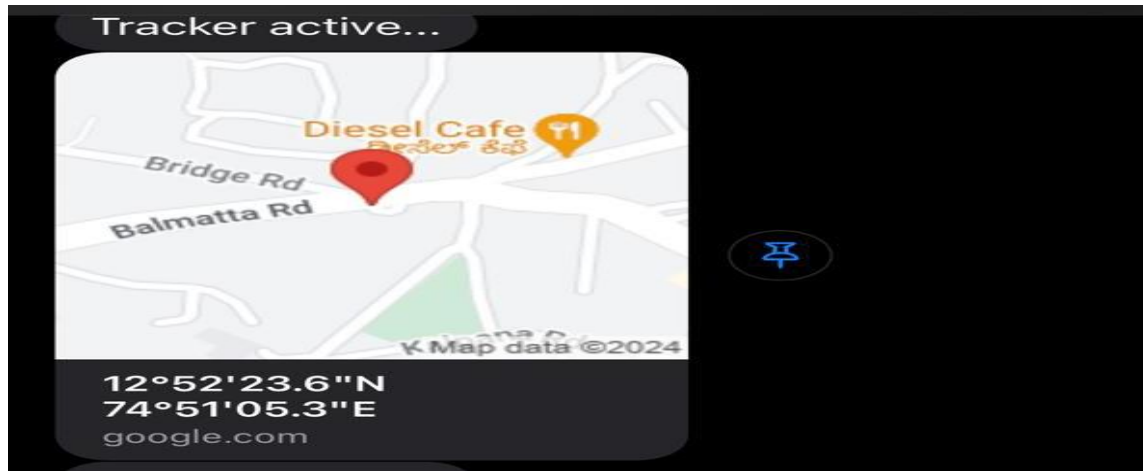 Tracker active...
Diesel Cafe
ಡೀಸೆಲ್ ಕೆಫೆ
Bridge Rd
Balmatta Rd
Map data ©2024
12°52'23.6"N
74°51'05.3"E
google.com